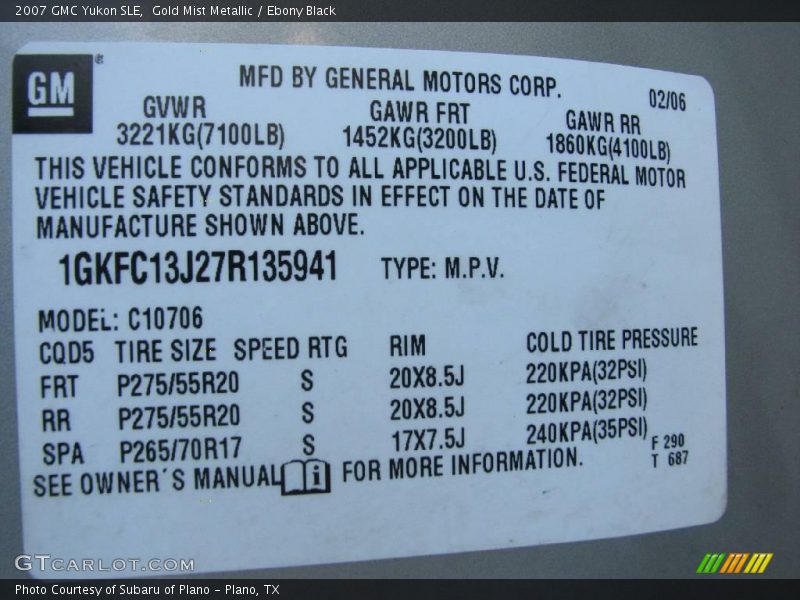 2007 GMC Yukon SLE,  Gold Mist Metallic / Ebony Black
GM®
MFD BY GENERAL MOTORS CORP.
02/06
GVWR GAWR FRT GAWR RR
3221KG(7100LB) 1452KG(3200LB) 1860KG(4100LB)
THIS VEHICLE CONFORMS TO ALL APPLICABLE U.S. FEDERAL MOTOR
VEHICLE SAFETY STANDARDS IN EFFECT ON THE DATE OF
MANUFACTURE SHOWN ABOVE.
1GKFC13J27R135941 TYPE: M.P.V.
MODEL: C10706
CQD5 TIRE SIZE SPEED RTG RIM COLD TIRE PRESSURE
FRT P275/55R20 S 20X8.5J 220KPA(32PSI)
RR P275/55R20 S 20X8.5J 220KPA(32PSI)
SPA P265/70R17 S 17X7.5J 240KPA(35PSI)
SEE OWNER'S MANUAL i FOR MORE INFORMATION.
F 290
T 687
GTCARLOT.COM
Photo Courtesy of Subaru of Plano - Plano, TX